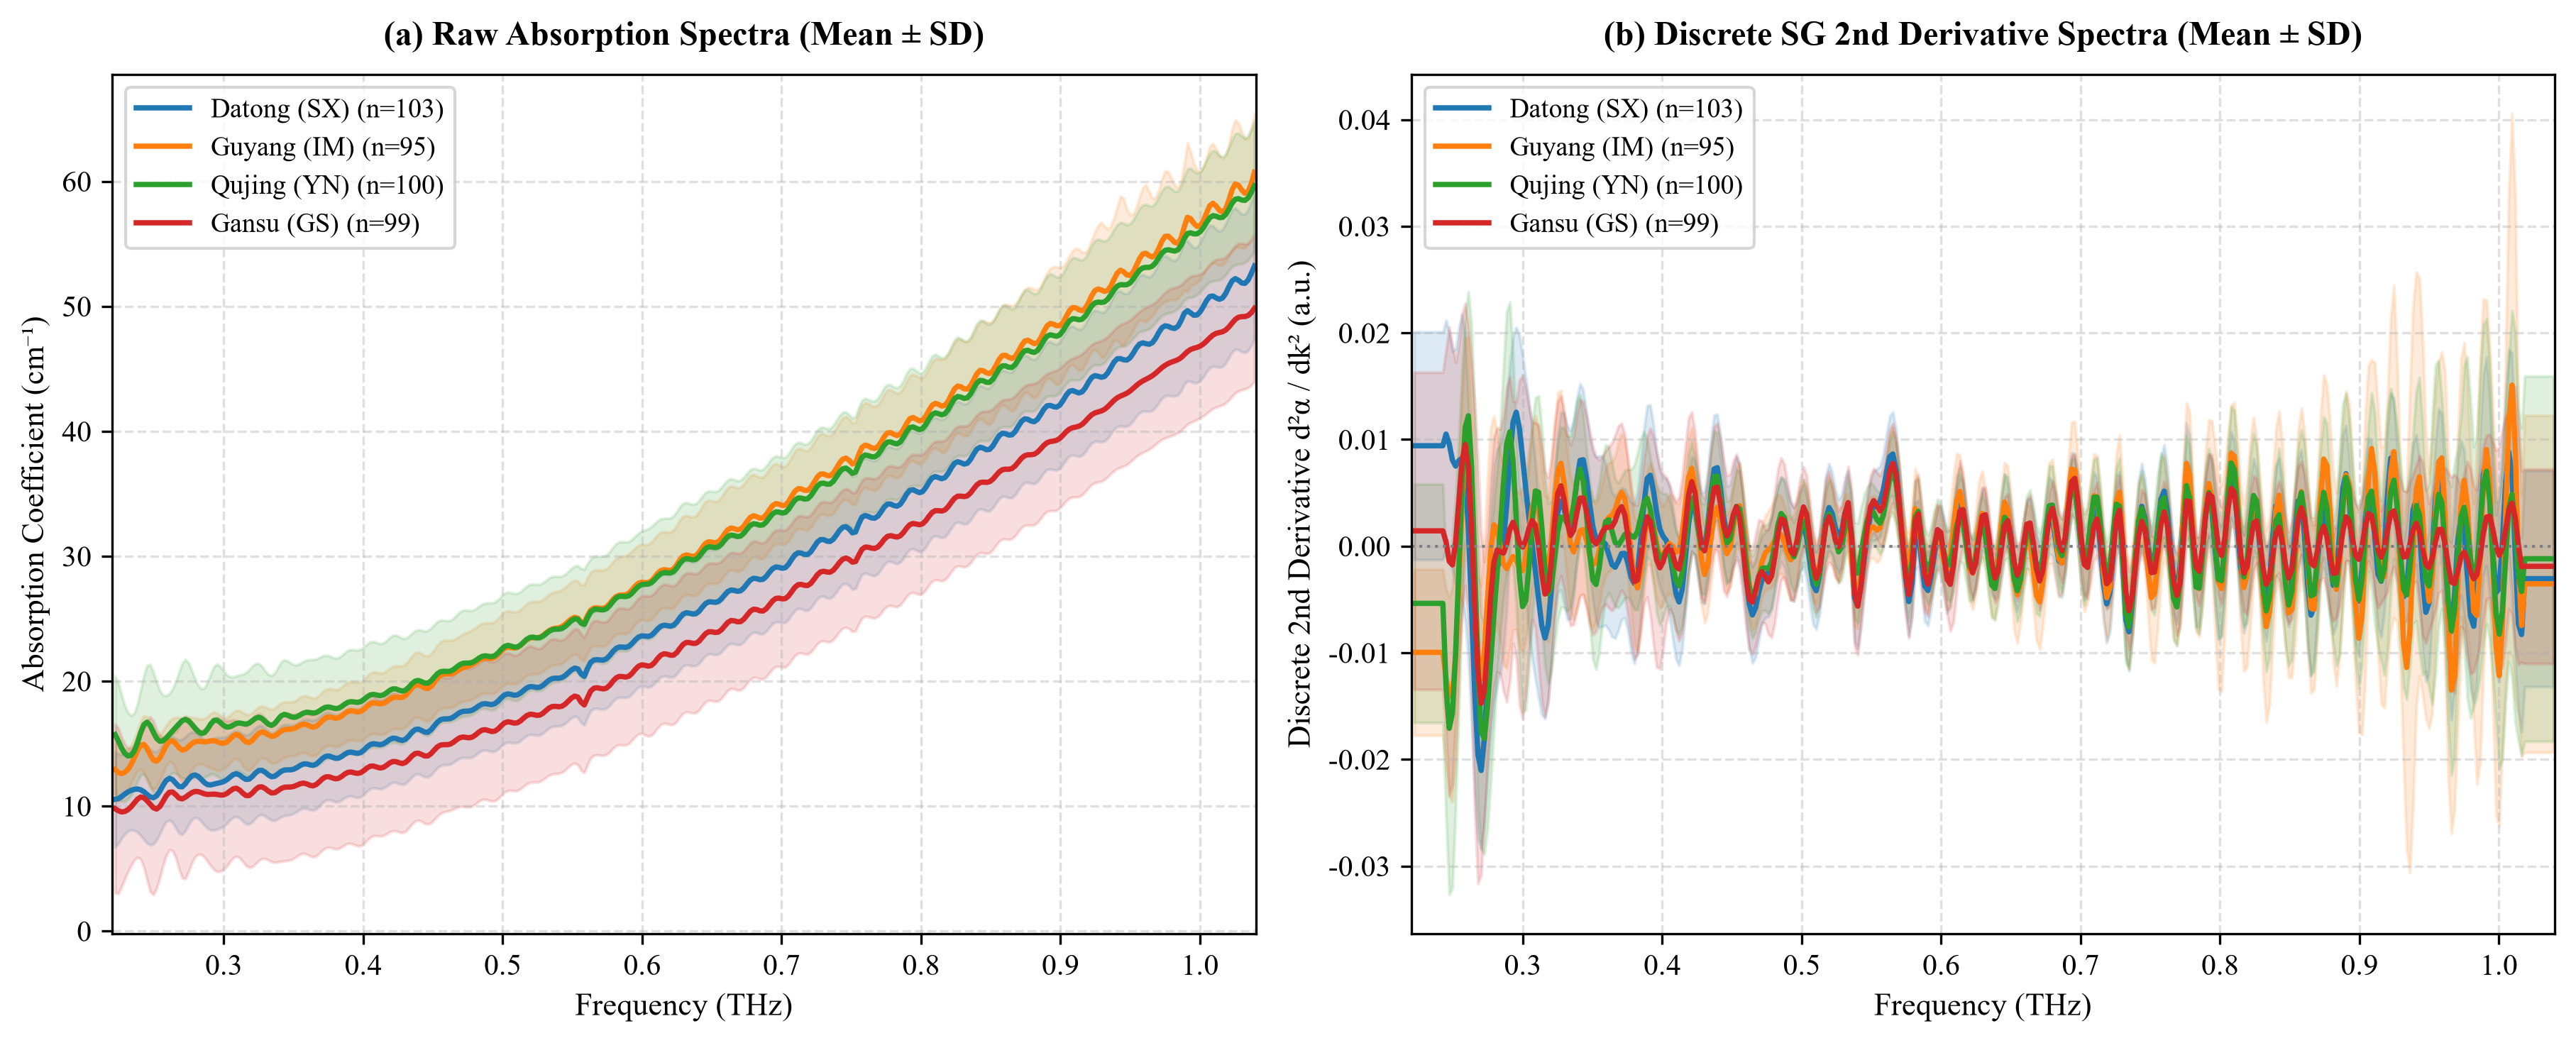 (a) Raw Absorption Spectra (Mean ± SD)
Datong (SX) (n=103)
Guyang (IM) (n=95)
Qujing (YN) (n=100)
Gansu (GS) (n=99)
Absorption Coefficient (cm⁻¹)
60
50
40
30
20
10
0
0.3 0.4 0.5 0.6 0.7 0.8 0.9 1.0
Frequency (THz)
(b) Discrete SG 2nd Derivative Spectra (Mean ± SD)
Datong (SX) (n=103)
Guyang (IM) (n=95)
Qujing (YN) (n=100)
Gansu (GS) (n=99)
Discrete 2nd Derivative d²α / dk² (a.u.)
0.04
0.03
0.02
0.01
0.00
-0.01
-0.02
-0.03
0.3 0.4 0.5 0.6 0.7 0.8 0.9 1.0
Frequency (THz)